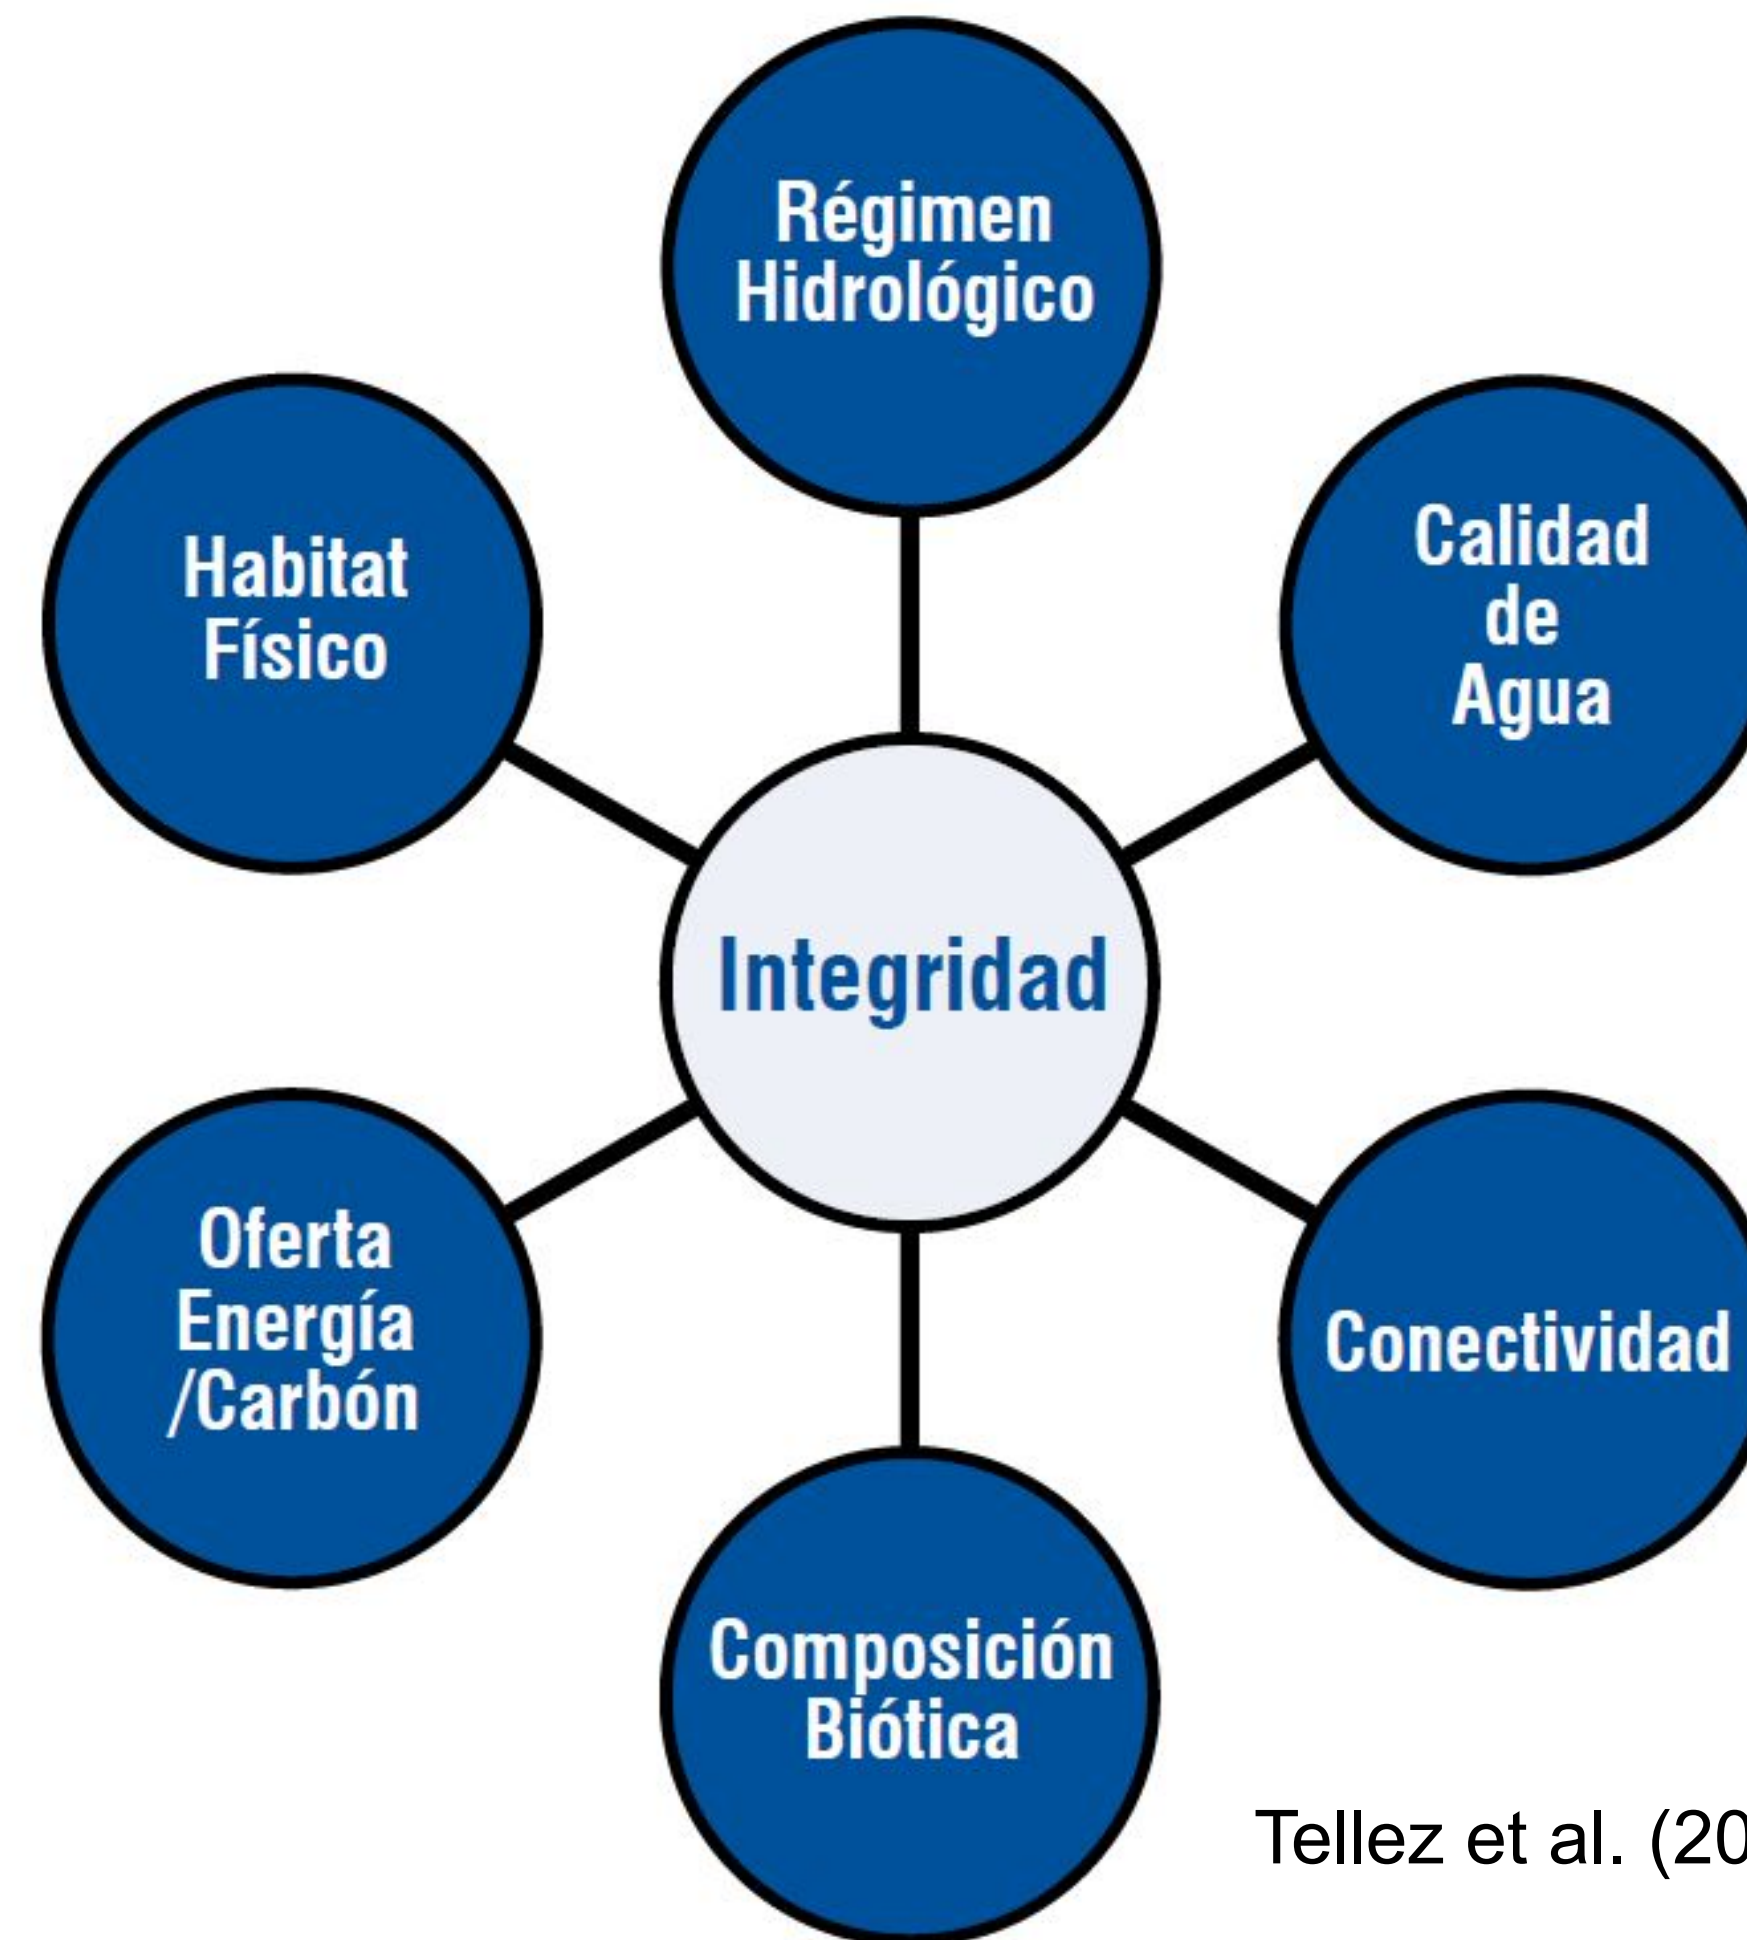 Régimen
Hidrológico
Habitat
Físico
Calidad
de
Agua
Integridad
Oferta
Energía
/Carbón
Conectividad
Composición
Biótica
Tellez et al. (20